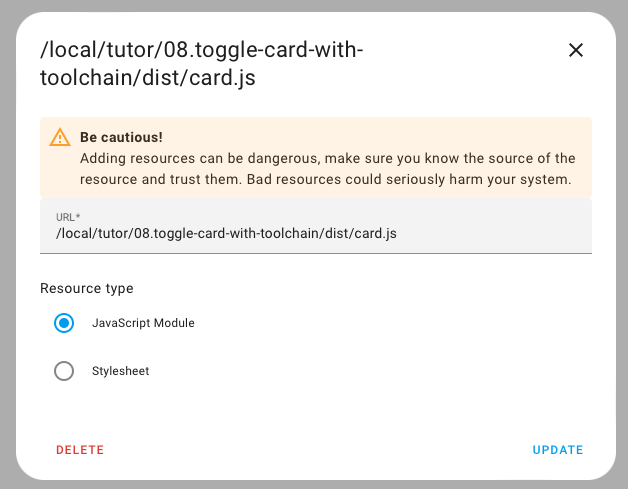 /local/tutor/08.toggle-card-with-
toolchain/dist/card.js
Be cautious!
Adding resources can be dangerous, make sure you know the source of the
resource and trust them. Bad resources could seriously harm your system.
URL*
/local/tutor/08.toggle-card-with-toolchain/dist/card.js
Resource type
JavaScript Module
Stylesheet
DELETE
UPDATE